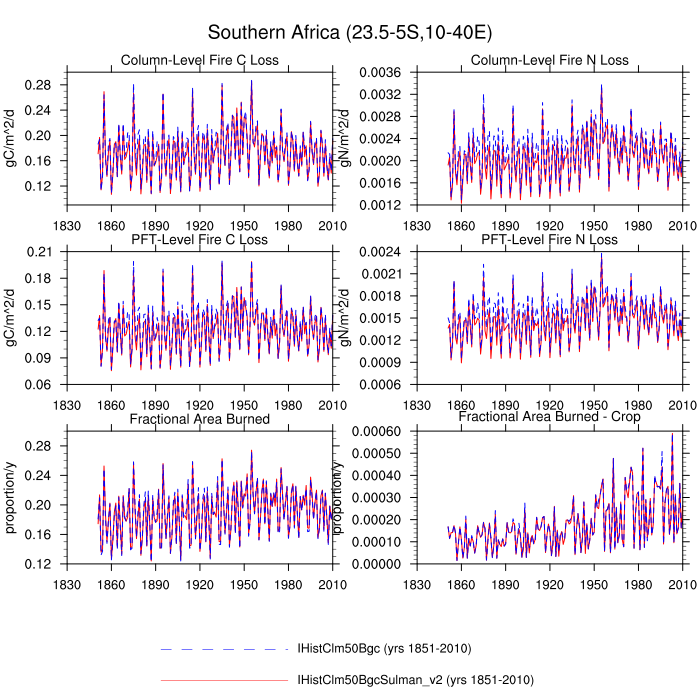 Southern Africa (23.5-5S,10-40E)
Column-Level Fire C Loss
gC/m^2/d
0.28
0.24
0.20
0.16
0.12
1830 1860 1890 1920 1950 1980 2010
Column-Level Fire N Loss
gN/m^2/d
0.0036
0.0032
0.0028
0.0024
0.0020
0.0016
0.0012
1830 1860 1890 1920 1950 1980 2010
PFT-Level Fire C Loss
gC/m^2/d
0.21
0.18
0.15
0.12
0.09
0.06
1830 1860 1890 1920 1950 1980 2010
PFT-Level Fire N Loss
gN/m^2/d
0.0024
0.0021
0.0018
0.0015
0.0012
0.0009
0.0006
1830 1860 1890 1920 1950 1980 2010
Fractional Area Burned
proportion/y
0.28
0.24
0.20
0.16
0.12
1830 1860 1890 1920 1950 1980 2010
Fractional Area Burned - Crop
proportion/y
0.00060
0.00050
0.00040
0.00030
0.00020
0.00010
0.00000
1830 1860 1890 1920 1950 1980 2010
IHistClm50Bgc (yrs 1851-2010)
IHistClm50BgcSulman_v2 (yrs 1851-2010)